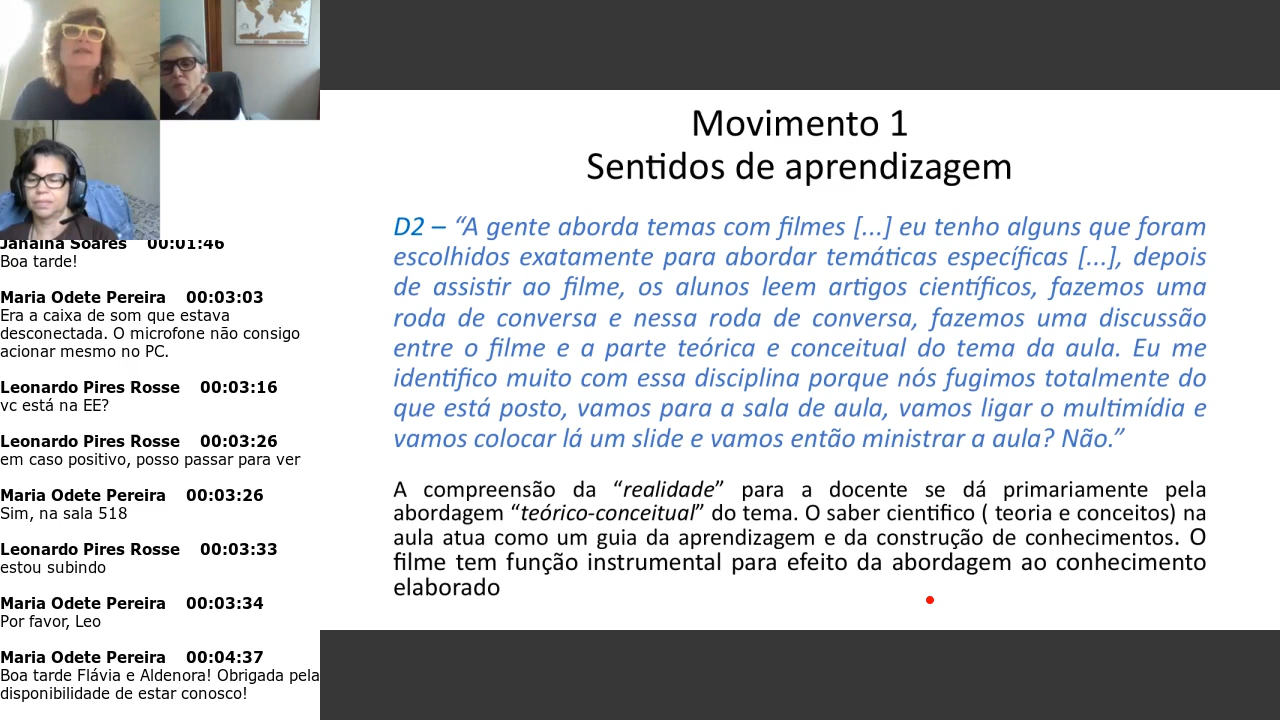 Janaína Soares 00:01:46
Boa tarde!
Maria Odete Pereira 00:03:03
Era a caixa de som que estava
desconectada. O microfone não consigo
acionar mesmo no PC.
Leonardo Pires Rosse 00:03:16
vc está na EE?
Leonardo Pires Rosse 00:03:26
em caso positivo, posso passar para ver
Maria Odete Pereira 00:03:26
Sim, na sala 518
Leonardo Pires Rosse 00:03:33
estou subindo
Maria Odete Pereira 00:03:34
Por favor, Leo
Maria Odete Pereira 00:04:37
Boa tarde Flávia e Aldenora! Obrigada pela
disponibilidade de estar conosco!
Movimento 1
Sentidos de aprendizagem
D2 – “A gente aborda temas com filmes [...] eu tenho alguns que foram
escolhidos exatamente para abordar temáticas específicas [...], depois
de assistir ao filme, os alunos leem artigos científicos, fazemos uma
roda de conversa e nessa roda de conversa, fazemos uma discussão
entre o filme e a parte teórica e conceitual do tema da aula. Eu me
identifico muito com essa disciplina porque nós fugimos totalmente do
que está posto, vamos para a sala de aula, vamos ligar o multimídia e
vamos colocar lá um slide e vamos então ministrar a aula? Não.”
A compreensão da “realidade” para a docente se dá primariamente pela
abordagem “teórico-conceitual” do tema. O saber científico ( teoria e conceitos) na
aula atua como um guia da aprendizagem e da construção de conhecimentos. O
filme tem função instrumental para efeito da abordagem ao conhecimento
elaborado